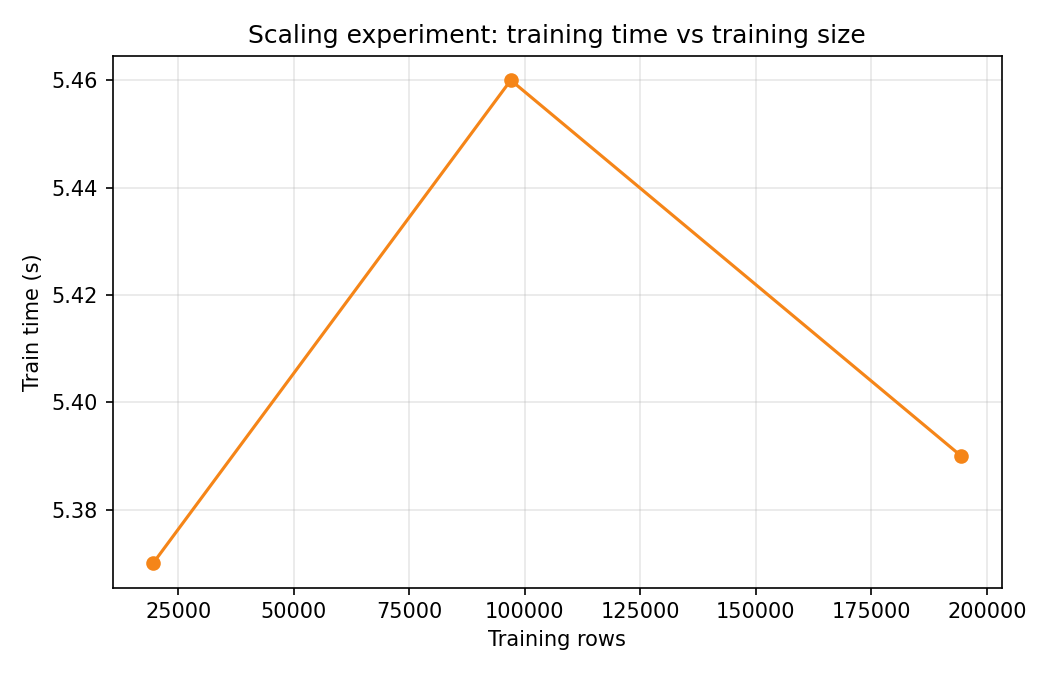 Scaling experiment: training time vs training size
5.46
5.44
5.42
5.40
5.38
Train time (s)
25000 50000 75000 100000 125000 150000 175000 200000
Training rows